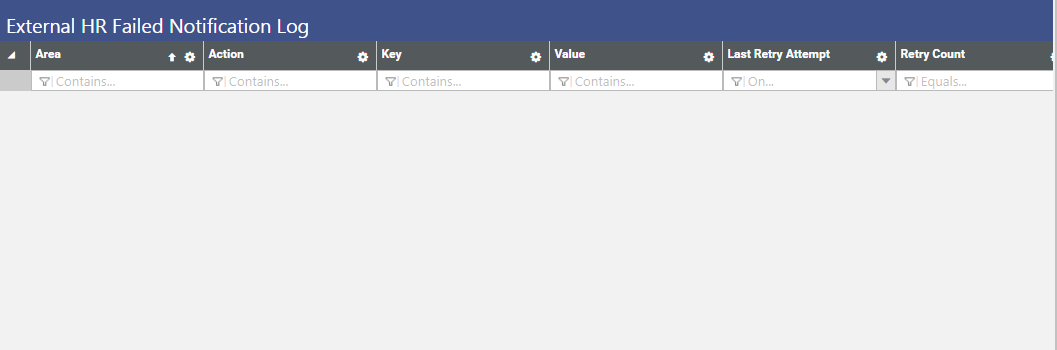 External HR Failed Notification Log
Area Action Key Value Last Retry Attempt Retry Count
Contains... Contains... Contains... Contains... On... Equals...